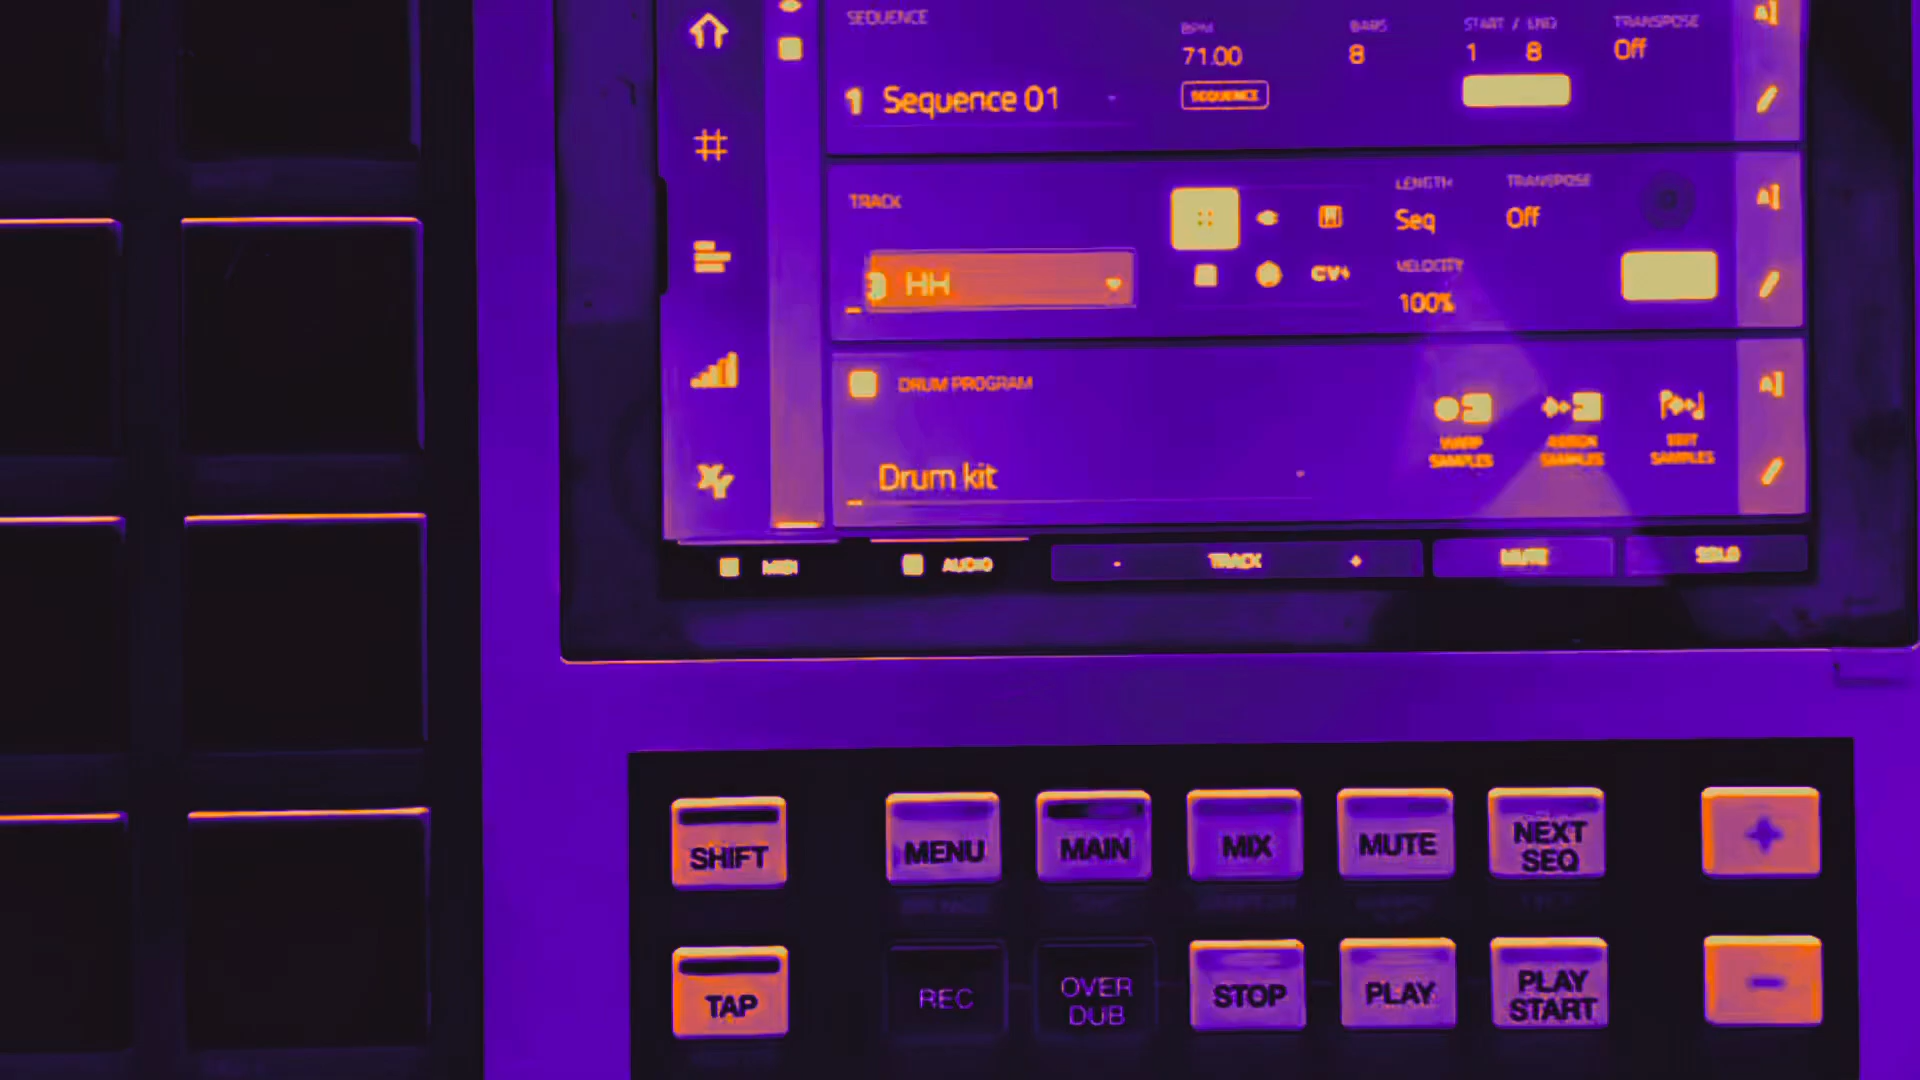 SEQUENCE
BPM
BARS
START / END
TRANSPOSE
71.00
8
1 8
Off
1 Sequence 01
SEQUENCE
TRACK
LENGTH
TRANSPOSE
Seq
Off
3 HH
CV
VELOCITY
100%
DRUM PROGRAM
WARP SAMPLES
ASSIGN SAMPLES
EDIT SAMPLES
Drum kit
MIDI
AUDIO
- TRACK +
MUTE
SOLO
SHIFT
MENU
MAIN
MIX
MUTE
NEXT
SEQ
+
TAP
REC
OVER
DUB
STOP
PLAY
PLAY
START
-